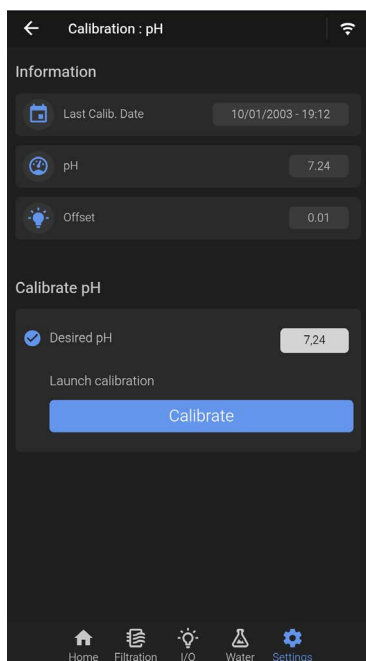 Calibration : pH
Information
Last Calib. Date 10/01/2003 - 19:12
pH 7.24
Offset 0.01
Calibrate pH
Desired pH 7,24
Launch calibration
Calibrate
Home Filtration I/O Water Settings